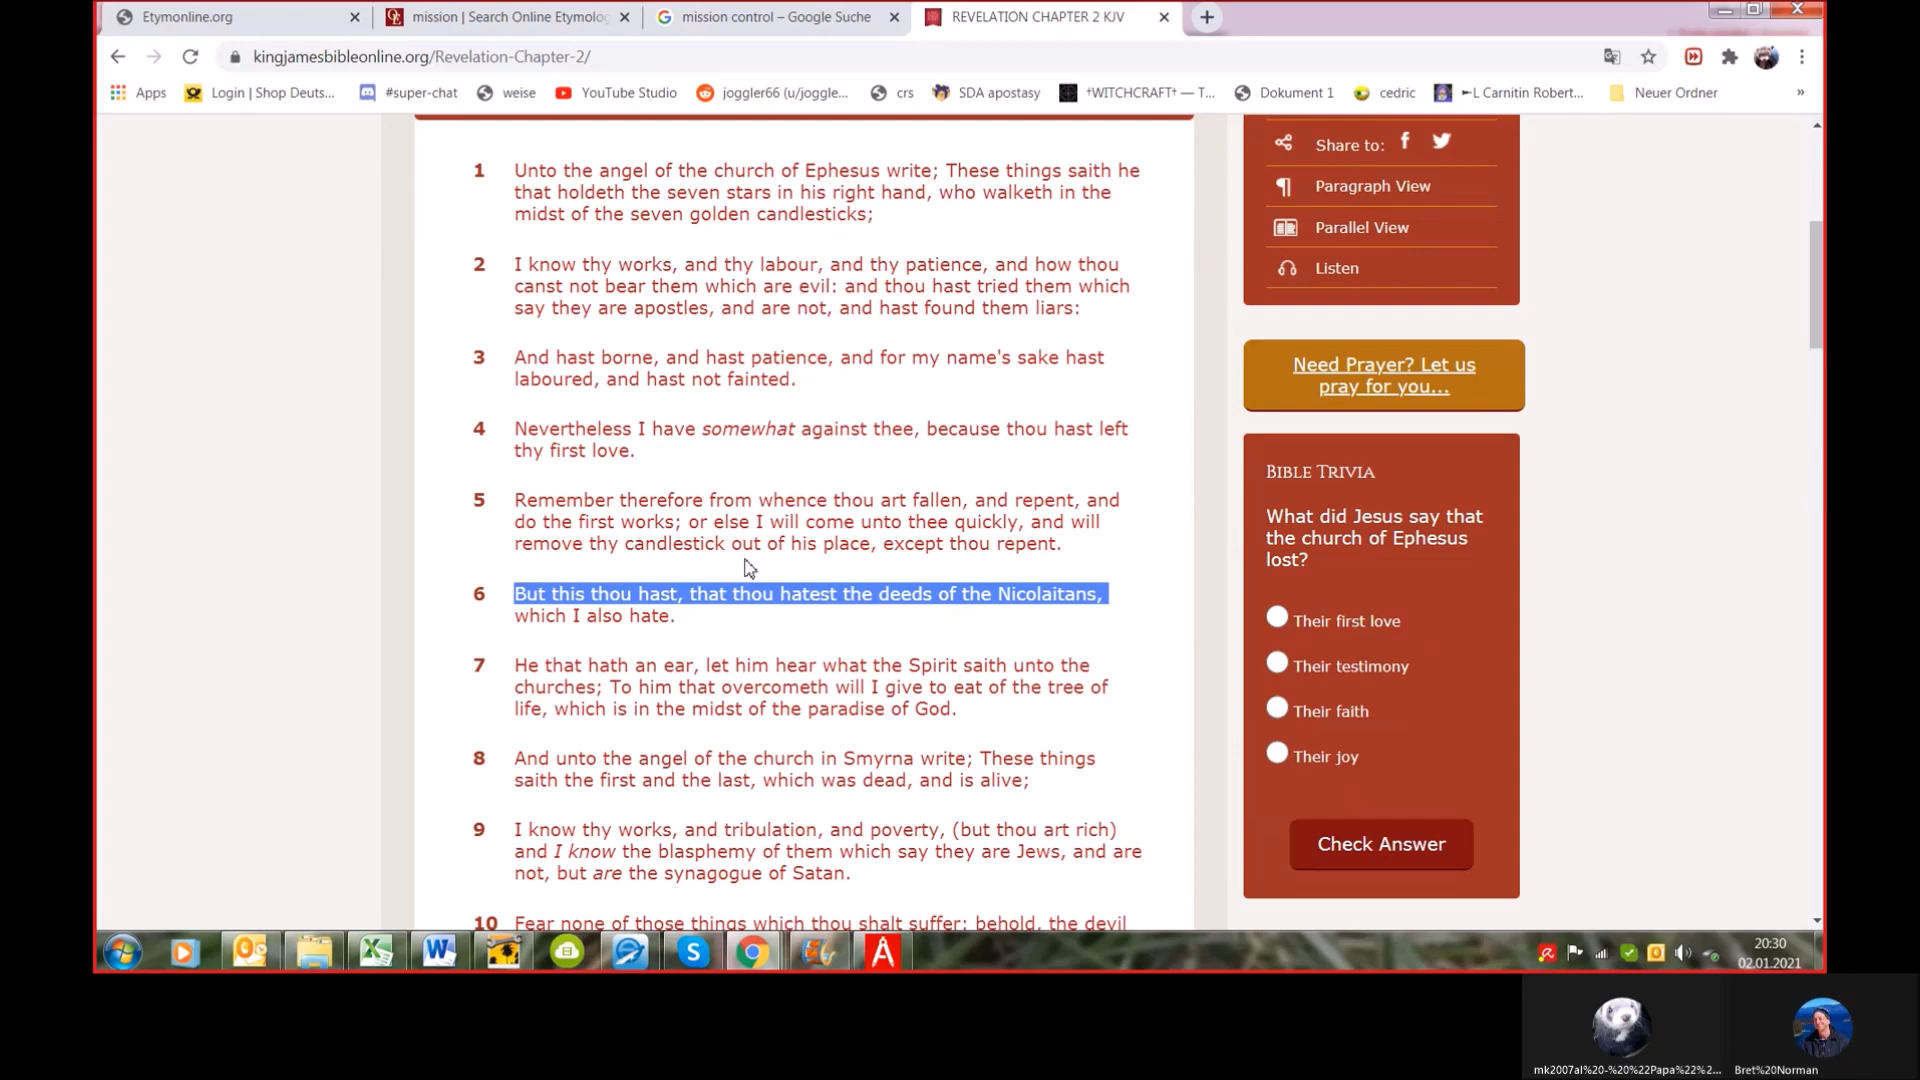 Etymonline.org
mission | Search Online Etymolog
mission control – Google Suche
REVELATION CHAPTER 2 KJV
kingjamesbibleonline.org/Revelation-Chapter-2/
Apps
Login | Shop Deuts...
#super-chat
weise
YouTube Studio
joggler66 (u/joggle...
crs
SDA apostasy
†WITCHCRAFT† — T...
Dokument 1
cedric
L Carnitin Robert...
Neuer Ordner
»
1 Unto the angel of the church of Ephesus write; These things saith he
that holdeth the seven stars in his right hand, who walketh in the
midst of the seven golden candlesticks;
2 I know thy works, and thy labour, and thy patience, and how thou
canst not bear them which are evil: and thou hast tried them which
say they are apostles, and are not, and hast found them liars:
3 And hast borne, and hast patience, and for my name's sake hast
laboured, and hast not fainted.
4 Nevertheless I have somewhat against thee, because thou hast left
thy first love.
5 Remember therefore from whence thou art fallen, and repent, and
do the first works; or else I will come unto thee quickly, and will
remove thy candlestick out of his place, except thou repent.
6 But this thou hast, that thou hatest the deeds of the Nicolaitans,
which I also hate.
7 He that hath an ear, let him hear what the Spirit saith unto the
churches; To him that overcometh will I give to eat of the tree of
life, which is in the midst of the paradise of God.
8 And unto the angel of the church in Smyrna write; These things
saith the first and the last, which was dead, and is alive;
9 I know thy works, and tribulation, and poverty, (but thou art rich)
and I know the blasphemy of them which say they are Jews, and are
not, but are the synagogue of Satan.
10 Fear none of those things which thou shalt suffer: behold, the devil
Share to:
Paragraph View
Parallel View
Listen
Need Prayer? Let us
pray for you...
BIBLE TRIVIA
What did Jesus say that
the church of Ephesus
lost?
Their first love
Their testimony
Their faith
Their joy
Check Answer
20:30
02.01.2021
mk2007al%20-%20%22Papa%22%2...
Bret%20Norman